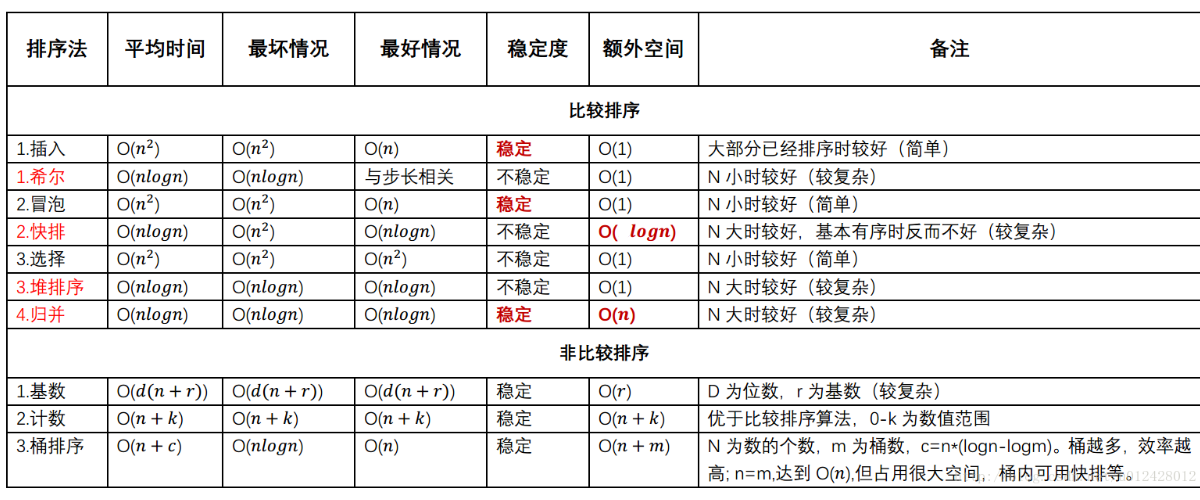 排序法 平均时间 最坏情况 最好情况 稳定度 额外空间 备注
比较排序
1.插入 O(n²) O(n²) O(n) 稳定 O(1) 大部分已经排序时较好（简单）
1.希尔 O(nlogn) O(nlogn) 与步长相关 不稳定 O(1) N 小时较好（较复杂）
2.冒泡 O(n²) O(n²) O(n) 稳定 O(1) N 小时较好（简单）
2.快排 O(nlogn) O(n²) O(nlogn) 不稳定 O( logn) N 大时较好，基本有序时反而不好（较复杂）
3.选择 O(n²) O(n²) O(n²) 不稳定 O(1) N 小时较好（简单）
3.堆排序 O(nlogn) O(nlogn) O(nlogn) 不稳定 O(1) N 大时较好（较复杂）
4.归并 O(nlogn) O(nlogn) O(nlogn) 稳定 O(n) N 大时较好（较复杂）
非比较排序
1.基数 O(d(n + r)) O(d(n + r)) O(d(n + r)) 稳定 O(r) D 为位数，r 为基数（较复杂）
2.计数 O(n + k) O(n + k) O(n + k) 稳定 O(n + k) 优于比较排序算法，0-k 为数值范围
3.桶排序 O(n + c) O(nlogn) O(n) 稳定 O(n + m) N 为数的个数，m 为桶数，c=n*(logn-logm)。桶越多，效率越
高; n=m,达到 O(n),但占用很大空间， 桶内可用快排等。